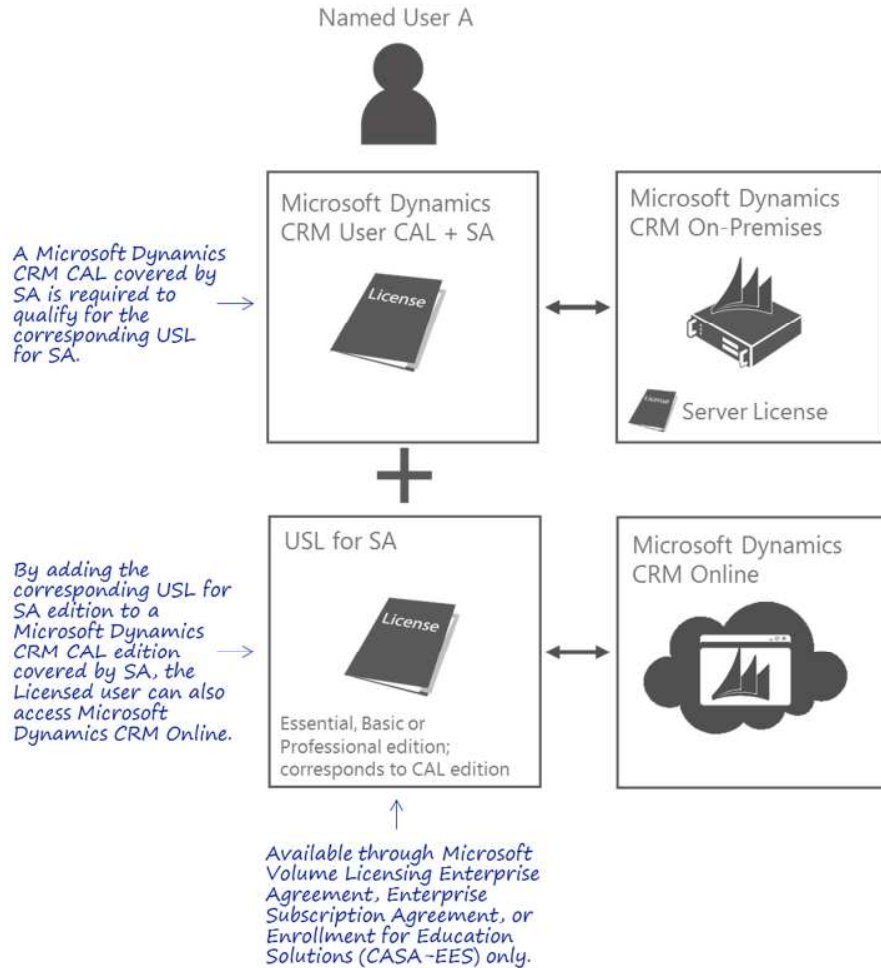 Named User A
Microsoft Dynamics
CRM User CAL + SA
License
Microsoft Dynamics
CRM On-Premises
License
Server License
A Microsoft Dynamics
CRM CAL covered by
SA is required to
qualify for the
corresponding USL
for SA.
USL for SA
License
Essential, Basic or
Professional edition;
corresponds to CAL edition
Microsoft Dynamics
CRM Online
By adding the
corresponding USL for
SA edition to a
Microsoft Dynamics
CRM CAL edition
covered by SA, the
Licensed user can also
access Microsoft
Dynamics CRM Online.
Available through Microsoft
Volume Licensing Enterprise
Agreement, Enterprise
Subscription Agreement, or
Enrollment for Education
Solutions (CASA-EES) only.